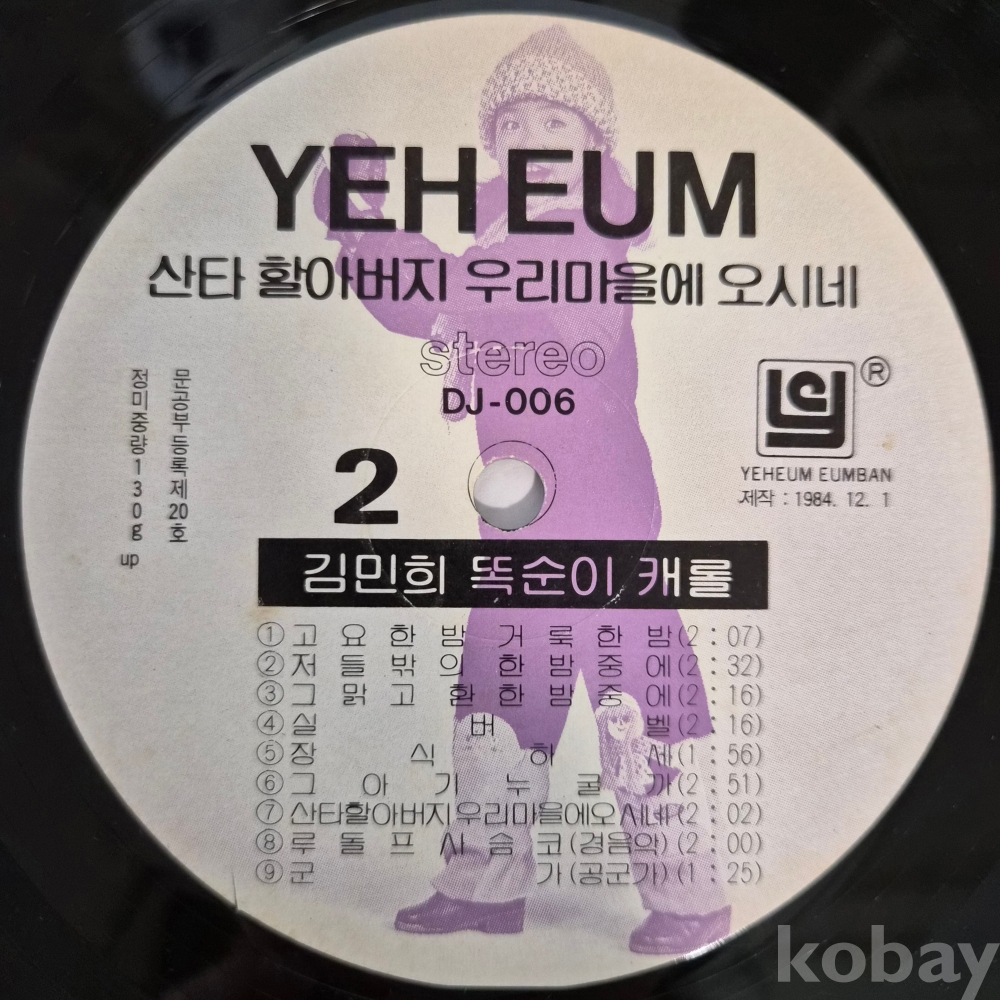 YEH EUM
산타 할아버지 우리마을에 오시네
stereo
DJ-006
YEHEUM EUMBAN
제작 : 1984. 12. 1
문공부등록제20호
정미중량130g up
2
김민희 똑순이 캐롤
①고요한밤 거룩한밤(2:07)
②저들밖의 한밤중에(2:32)
③그맑고 환한밤중에(2:16)
④실버벨(2:16)
⑤장식하세(1:56)
⑥그아기누굴가(2:51)
⑦산타할아버지우리마을에오시네(2:02)
⑧루돌프사슴코(경음악)(2:00)
⑨군가(공군가)(1:25)
kobay